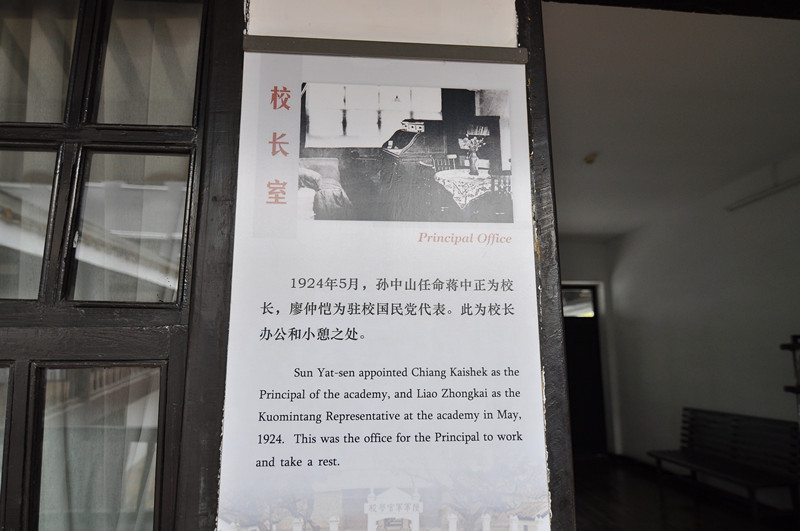 校长室
Principal Office
1924年5月，孙中山任命蒋中正为校
长，廖仲恺为驻校国民党代表。此为校长
办公和小憩之处。
Sun Yat-sen appointed Chiang Kaishek as the
Principal of the academy, and Liao Zhongkai as the
Kuomintang Representative at the academy in May,
1924. This was the office for the Principal to work
and take a rest.